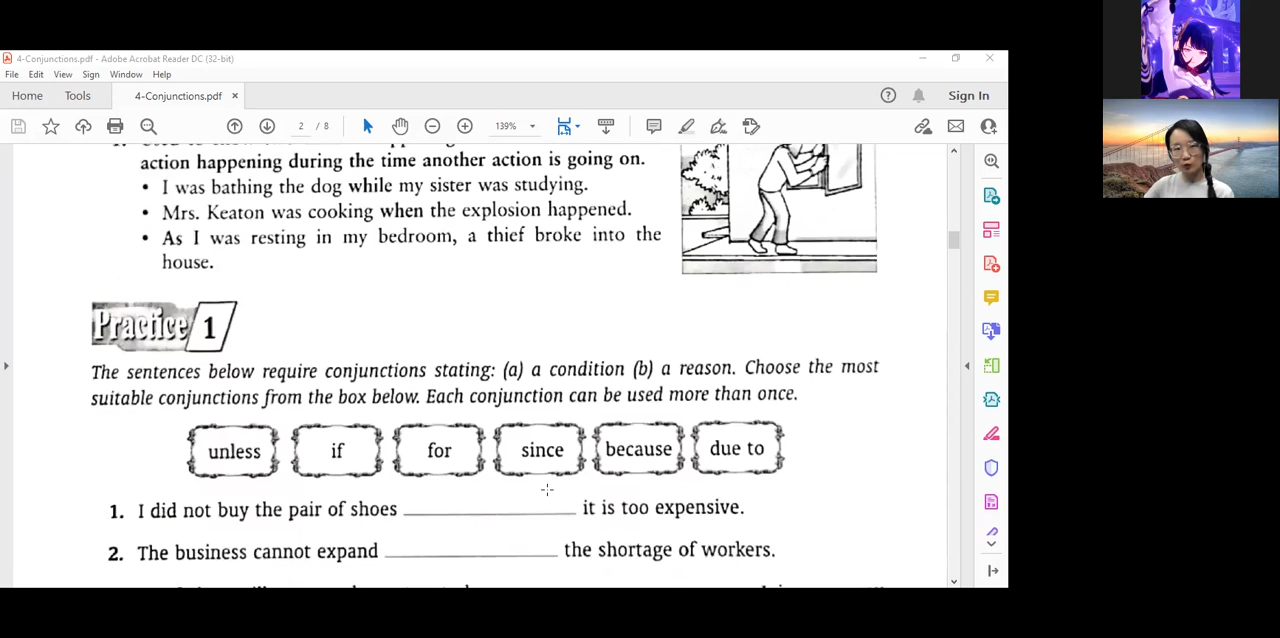 4-Conjunctions.pdf - Adobe Acrobat Reader DC (32-bit)
File Edit View Sign Window Help
Home Tools 4-Conjunctions.pdf × Sign In
2 / 8 139%
action happening during the time another action is going on.
• I was bathing the dog while my sister was studying.
• Mrs. Keaton was cooking when the explosion happened.
• As I was resting in my bedroom, a thief broke into the
house.
Practice 1
The sentences below require conjunctions stating: (a) a condition (b) a reason. Choose the most
suitable conjunctions from the box below. Each conjunction can be used more than once.
unless if for since because due to
1. I did not buy the pair of shoes ____________ it is too expensive.
2. The business cannot expand ____________ the shortage of workers.